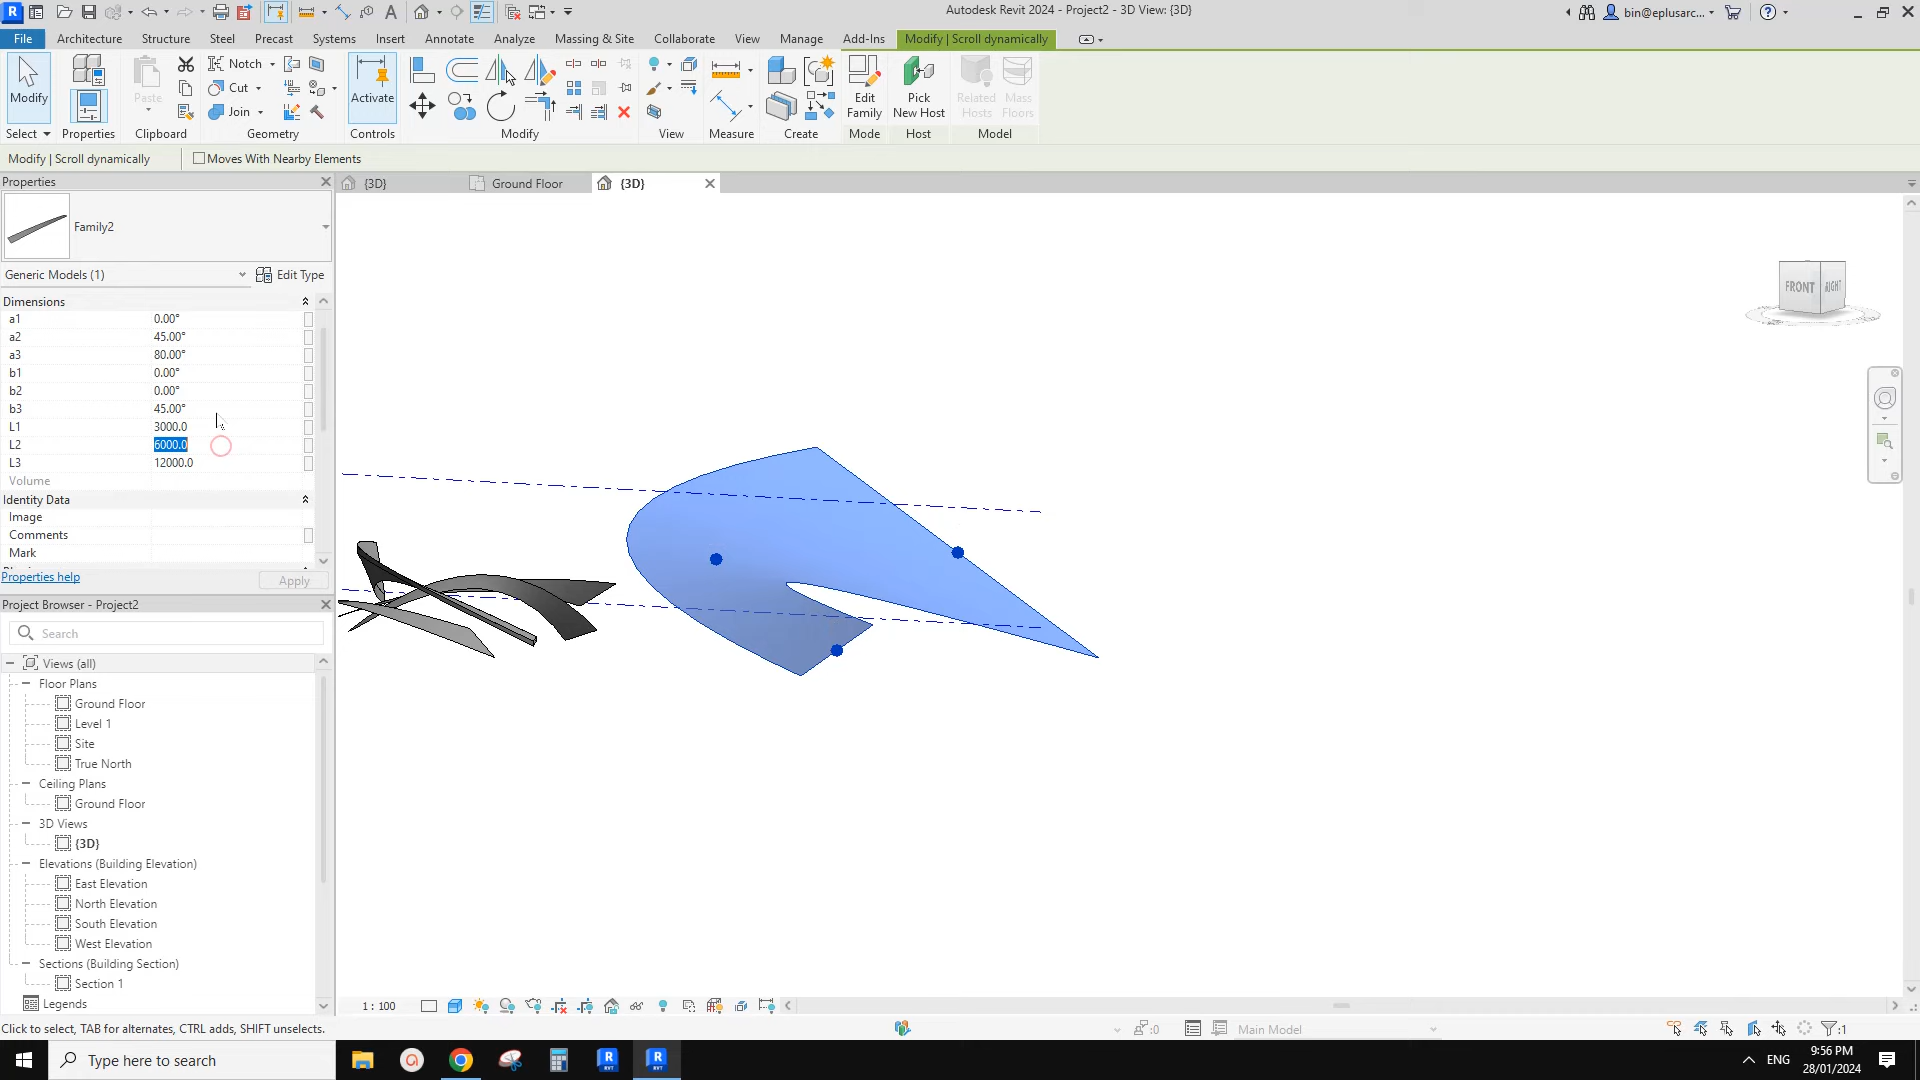 Autodesk Revit 2024 - Project2 - 3D View: {3D}
bin@eplusarc...
File Architecture Structure Steel Precast Systems Insert Annotate Analyze Massing & Site Collaborate View Manage Add-Ins Modify | Scroll dynamically
Modify
Paste
Notch
Cut
Join
Activate
Edit Family
Pick New Host
Related Hosts
Mass Floors
Select Properties Clipboard Geometry Controls Modify View Measure Create Mode Host Model
Modify | Scroll dynamically
Moves With Nearby Elements
Properties
{3D}
Ground Floor
{3D}
Family2
Generic Models (1)
Edit Type
Dimensions
a1 0.00°
a2 45.00°
a3 80.00°
b1 0.00°
b2 0.00°
b3 45.00°
L1 3000.0
L2 6000.0
L3 12000.0
Volume
Identity Data
Image
Comments
Mark
Properties help
Apply
FRONT RIGHT
Project Browser - Project2
Search
Views (all)
Floor Plans
Ground Floor
Level 1
Site
True North
Ceiling Plans
Ground Floor
3D Views
{3D}
Elevations (Building Elevation)
East Elevation
North Elevation
South Elevation
West Elevation
Sections (Building Section)
Section 1
Legends
1 : 100
Click to select, TAB for alternates, CTRL adds, SHIFT unselects.
:0
Main Model
:1
Type here to search
ENG
9:56 PM
28/01/2024